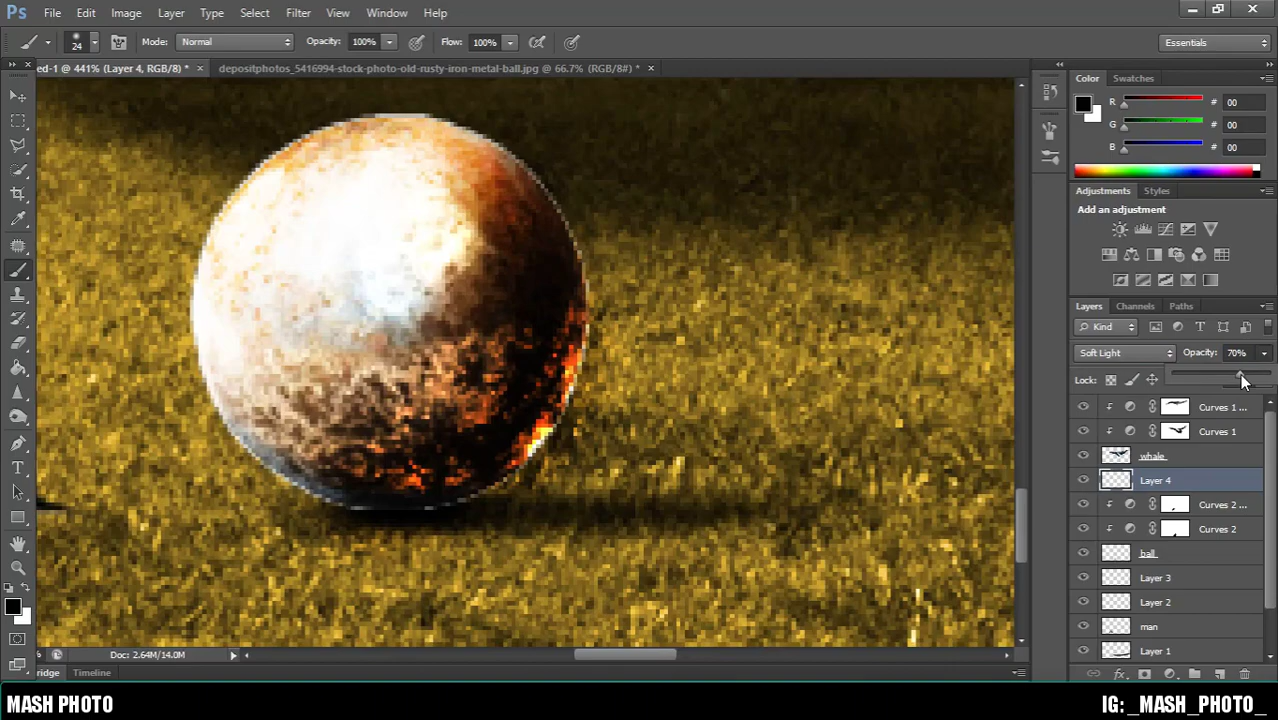 Ps File Edit Image Layer Type Select Filter View Window Help
24 Mode: Normal Opacity: 100% Flow: 100% Essentials
ed-1 @ 441% (Layer 4, RGB/8) * × depositphotos_5416994-stock-photo-old-rusty-iron-metal-ball.jpg @ 66.7% (RGB/8#) * ×
Color Swatches
R # 00
G # 00
B # 00
Adjustments Styles
Add an adjustment
Layers Channels Paths
Kind
Soft Light Opacity: 70%
Lock:
Curves 1 ...
Curves 1
whale
Layer 4
Curves 2 ...
Curves 2
ball
Layer 3
Layer 2
man
Layer 1
% Doc: 2.64M/14.0M
ridge Timeline
MASH PHOTO IG: _MASH_PHOTO_